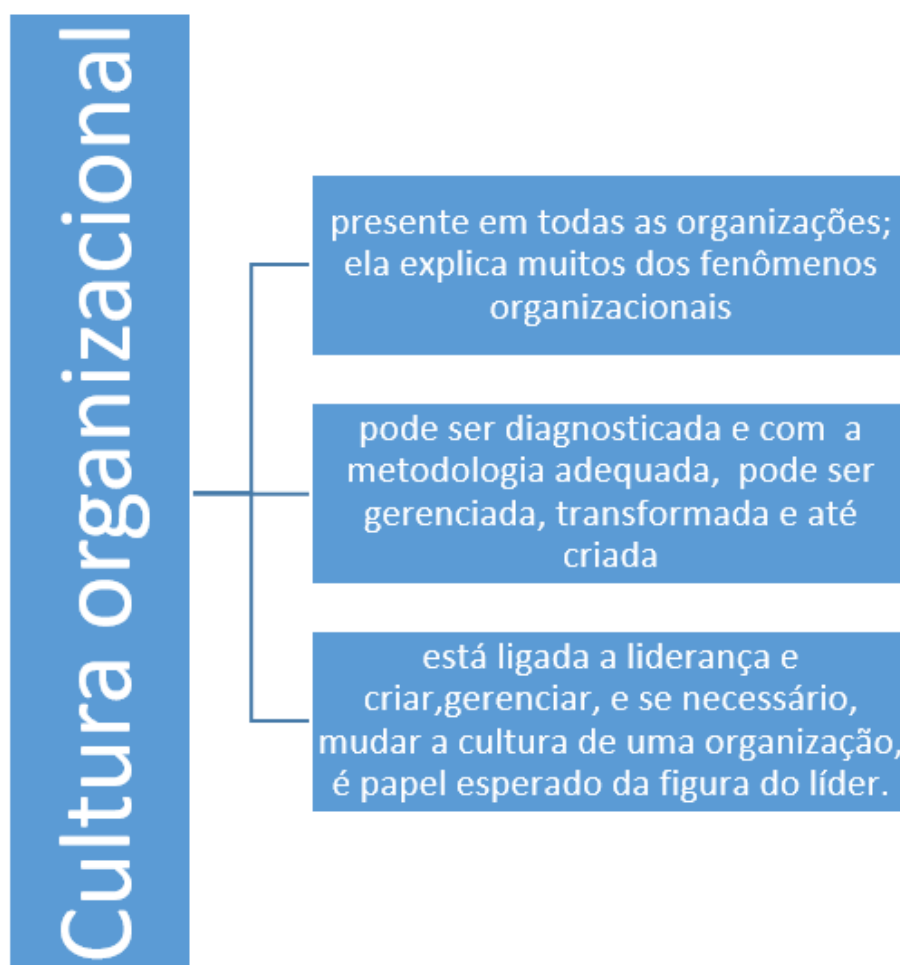 Cultura organizacional
presente em todas as organizações;
ela explica muitos dos fenômenos
organizacionais
pode ser diagnosticada e com  a
metodologia adequada,  pode ser
gerenciada, transformada e até
criada
está ligada a liderança e
criar,gerenciar, e se necessário,
mudar a cultura de uma organização,
é papel esperado da figura do líder.